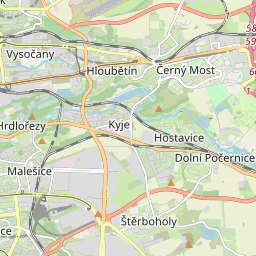 Vysočany
Hloubětín
Černý Most
Hrdlořezy
Kyje
Hostavice
Dolní Počernice
Malešice
Štěrboholy